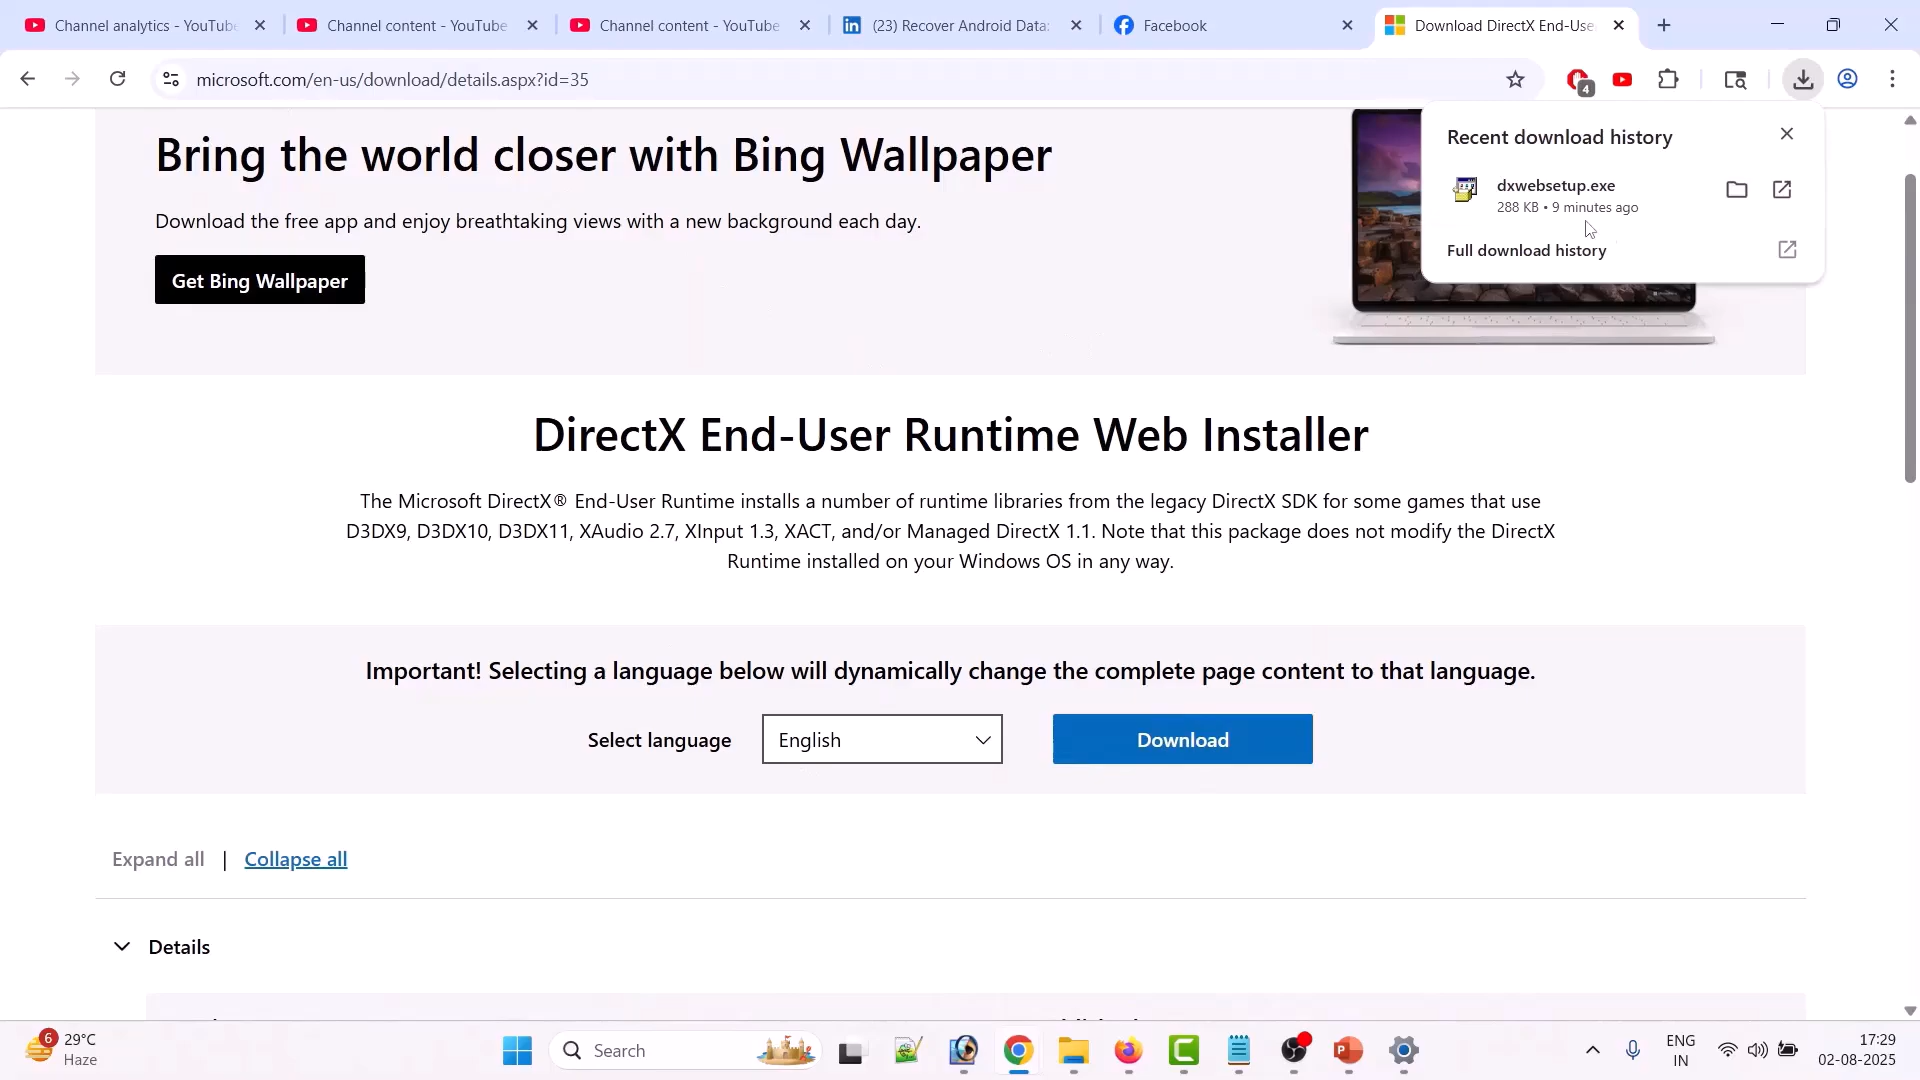 Channel analytics - YouTube
Channel content - YouTube
Channel content - YouTube
(23) Recover Android Data:
Facebook
Download DirectX End-Use
microsoft.com/en-us/download/details.aspx?id=35
4
Recent download history
dxwebsetup.exe
288 KB • 9 minutes ago
Full download history
Bring the world closer with Bing Wallpaper
Download the free app and enjoy breathtaking views with a new background each day.
Get Bing Wallpaper
DirectX End-User Runtime Web Installer
The Microsoft DirectX® End-User Runtime installs a number of runtime libraries from the legacy DirectX SDK for some games that use
D3DX9, D3DX10, D3DX11, XAudio 2.7, XInput 1.3, XACT, and/or Managed DirectX 1.1. Note that this package does not modify the DirectX
Runtime installed on your Windows OS in any way.
Important! Selecting a language below will dynamically change the complete page content to that language.
Select language
English
Download
Expand all | Collapse all
Details
6
29°C
Haze
Search
ENG
IN
17:29
02-08-2025